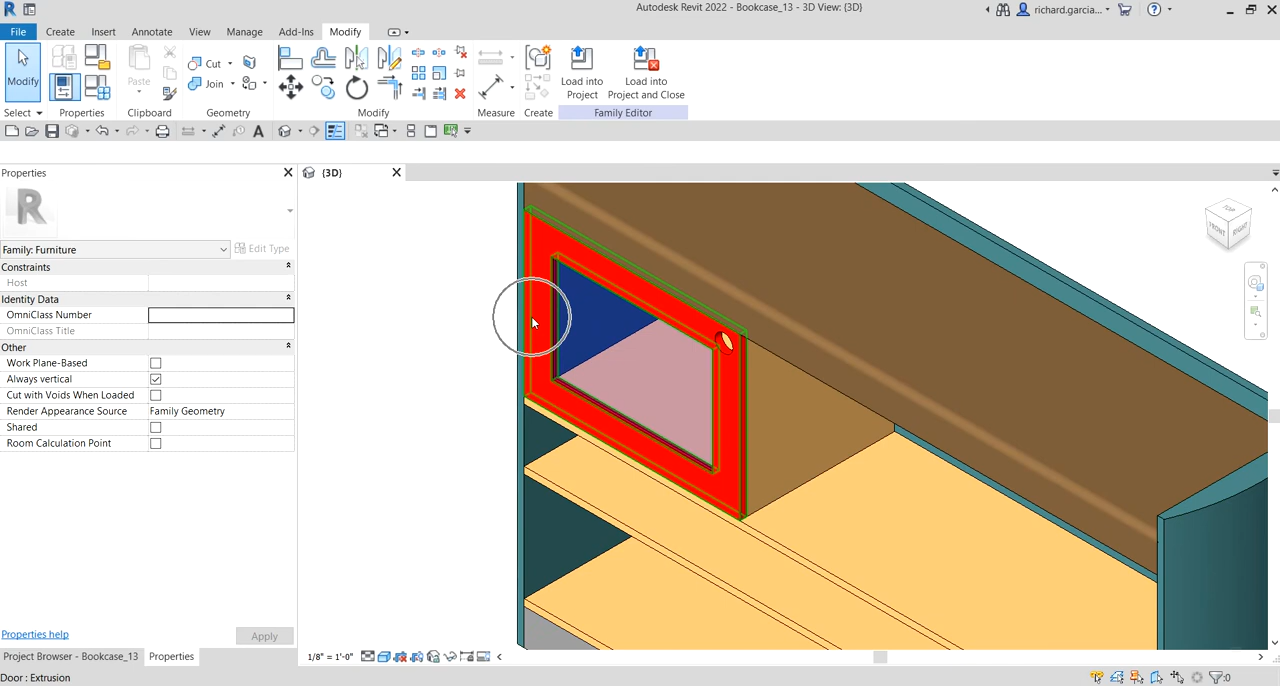 Autodesk Revit 2022 - Bookcase_13 - 3D View: {3D}
richard.garcia...
File Create Insert Annotate View Manage Add-Ins Modify
Modify
Paste
Cut
Join
Load into Project
Load into Project and Close
Select Properties Clipboard Geometry Modify Measure Create Family Editor
Properties
{3D}
R
Family: Furniture
Edit Type
Constraints
Host
Identity Data
OmniClass Number
OmniClass Title
Other
Work Plane-Based
Always vertical
Cut with Voids When Loaded
Render Appearance Source Family Geometry
Shared
Room Calculation Point
TOP
FRONT
RIGHT
Properties help
Apply
Project Browser - Bookcase_13
Properties
1/8" = 1'-0"
Door : Extrusion
:0